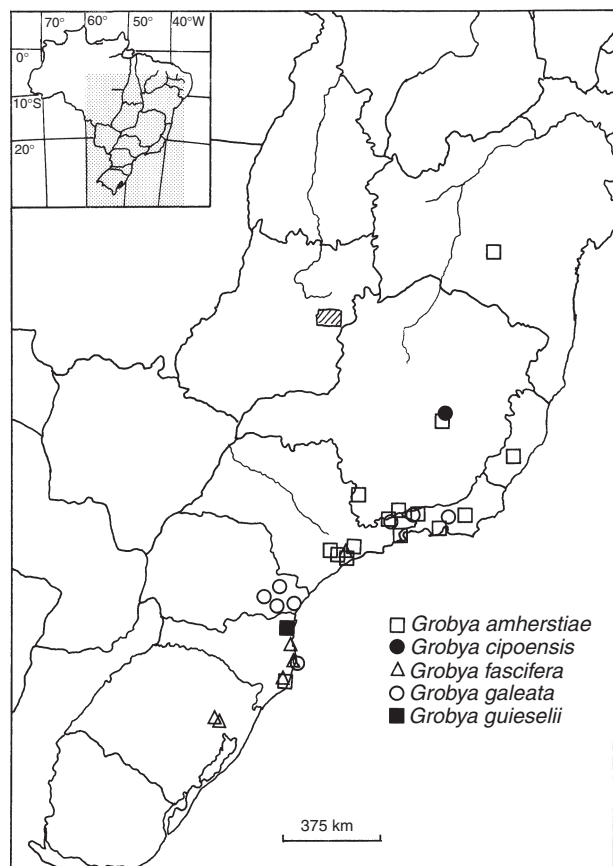 70° 60° 50° 40°W
0°
10°S
20°
Grobya amherstiae
Grobya cipoensis
Grobya fascifera
Grobya galeata
Grobya guieselii
375 km